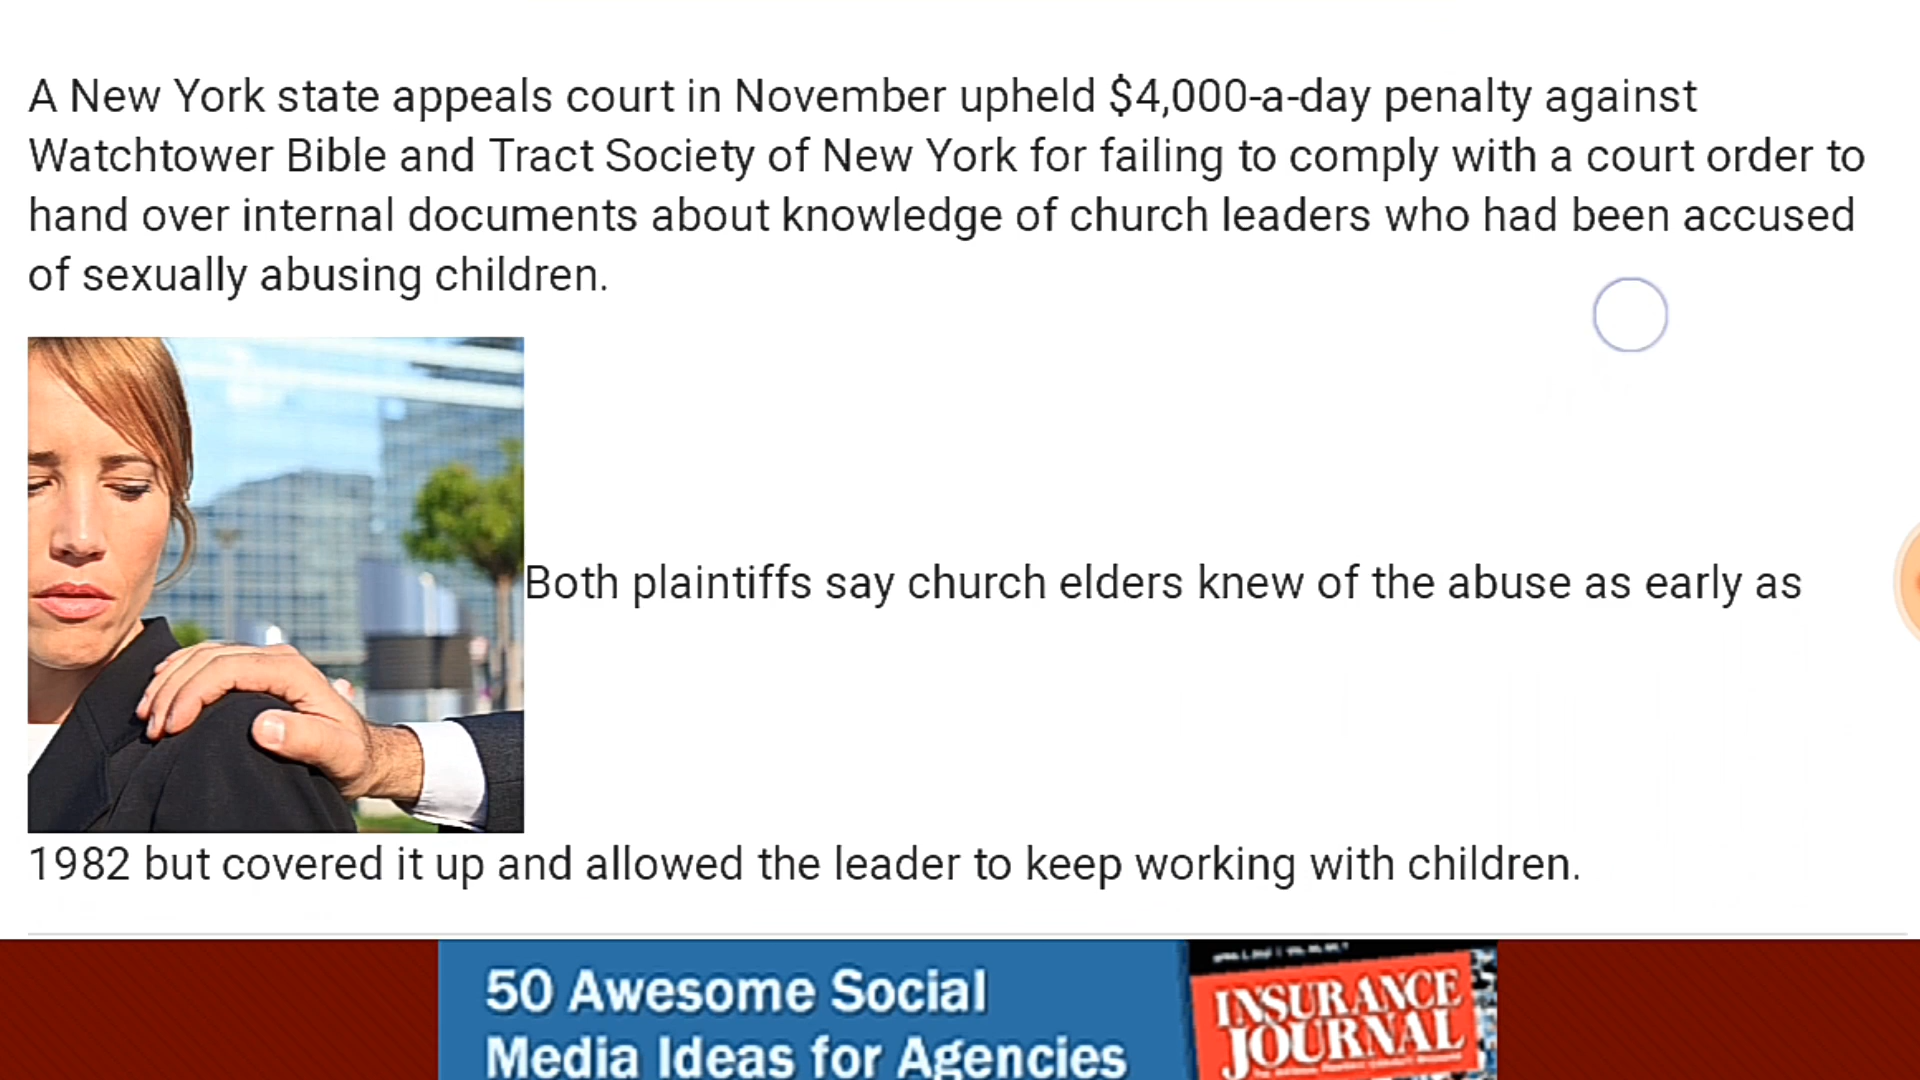 A New York state appeals court in November upheld $4,000-a-day penalty against
Watchtower Bible and Tract Society of New York for failing to comply with a court order to
hand over internal documents about knowledge of church leaders who had been accused
of sexually abusing children.
Both plaintiffs say church elders knew of the abuse as early as
1982 but covered it up and allowed the leader to keep working with children.
50 Awesome Social
Media Ideas for Agencies
INSURANCE
JOURNAL